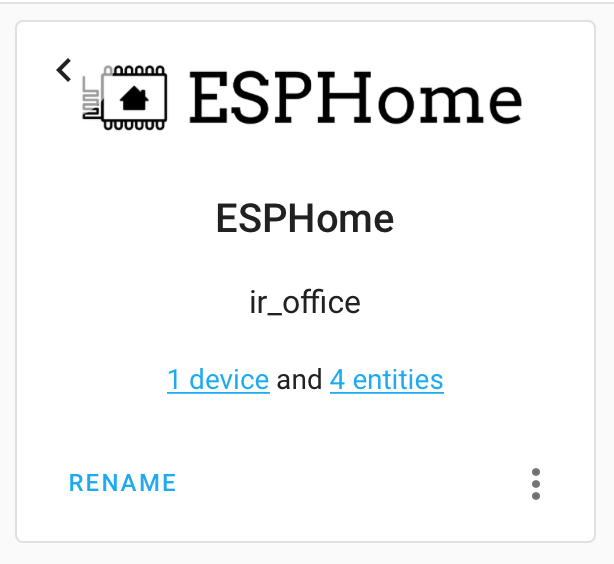 ESPHome
ESPHome
ir_office
1 device and 4 entities
RENAME